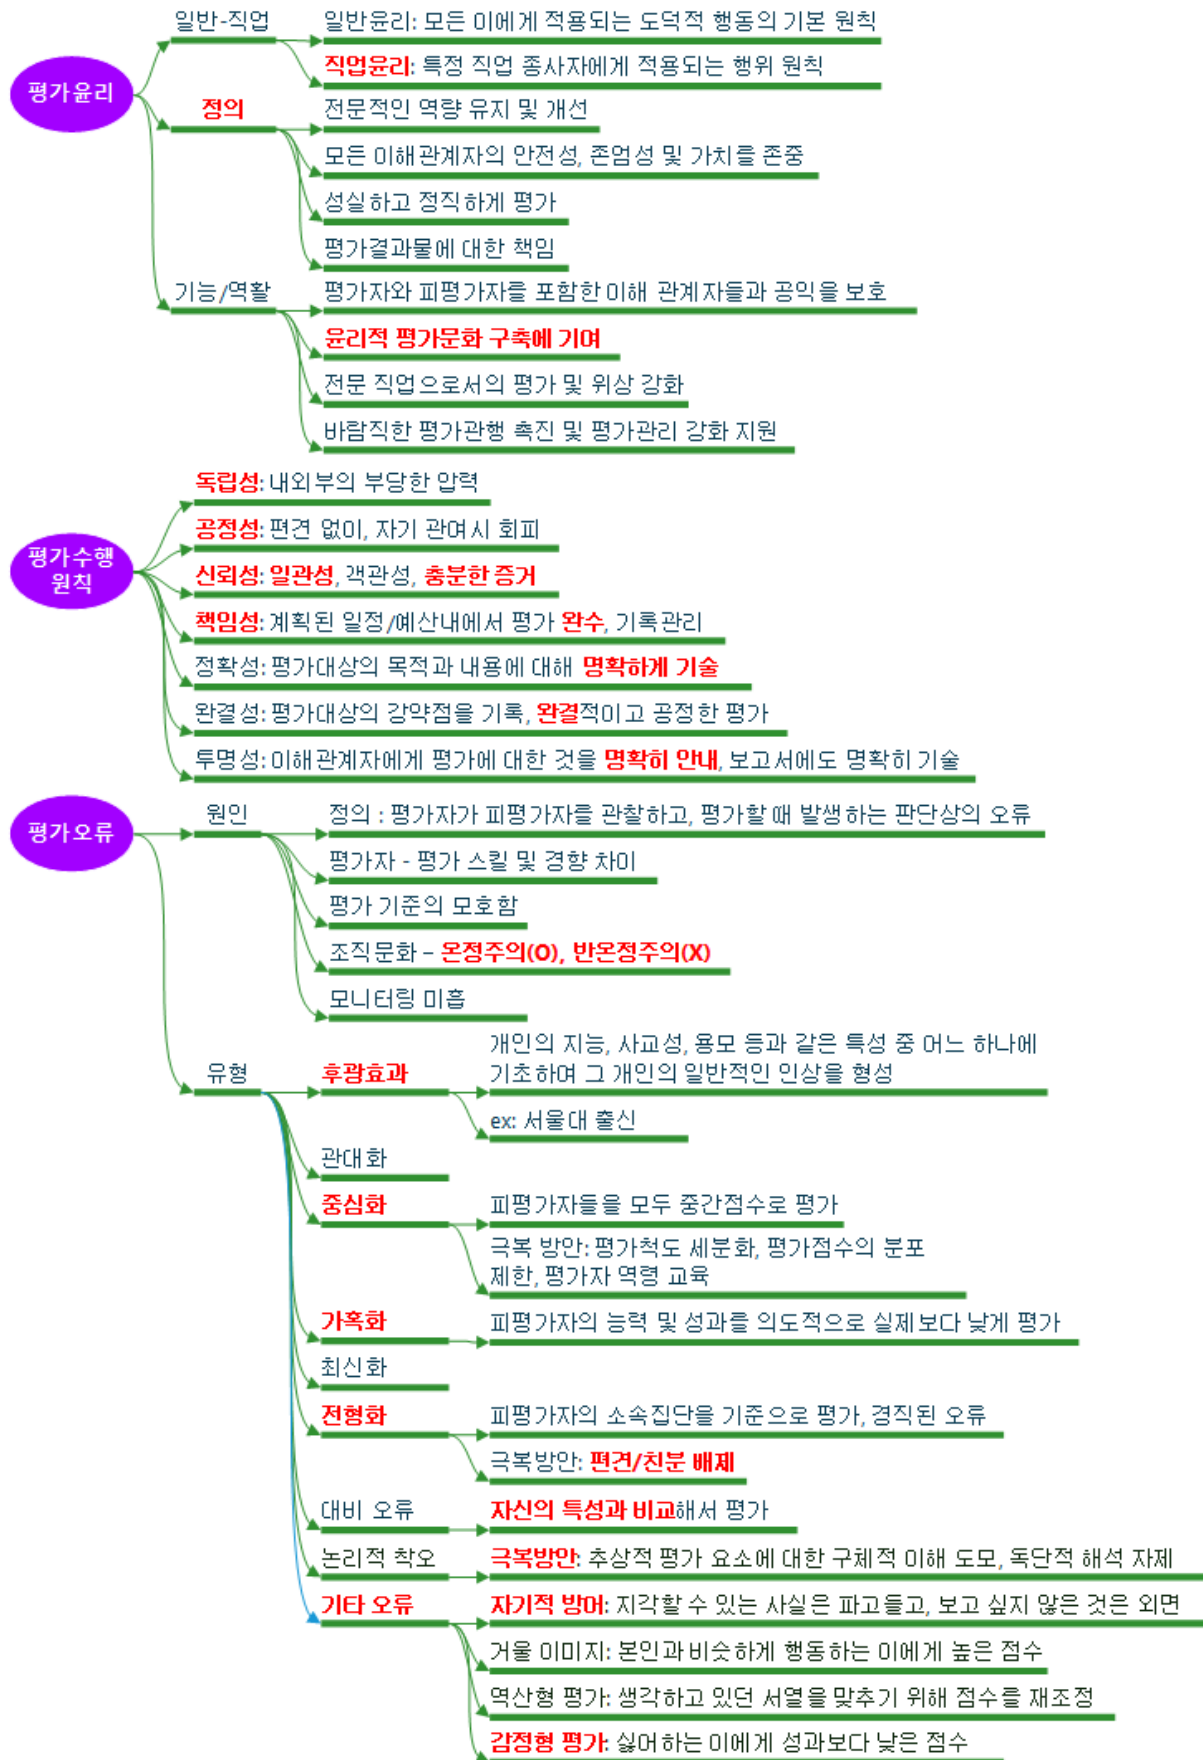 평가윤리
일반-직업
일반윤리: 모든 이에게 적용되는 도덕적 행동의 기본 원칙
직업윤리: 특정 직업 종사자에게 적용되는 행위 원칙
정의
전문적인 역량 유지 및 개선
모든 이해관계자의 안전성, 존엄성 및 가치를 존중
성실하고 정직하게 평가
평가결과물에 대한 책임
기능/역활
평가자와 피평가자를 포함한 이해 관계자들과 공익을 보호
윤리적 평가문화 구축에 기여
전문 직업으로서의 평가 및 위상 강화
바람직한 평가관행 촉진 및 평가관리 강화 지원
평가수행
원칙
독립성: 내외부의 부당한 압력
공정성: 편견 없이, 자기 관여시 회피
신뢰성: 일관성, 객관성, 충분한 증거
책임성: 계획된 일정/예산내에서 평가 완수, 기록관리
정확성: 평가대상의 목적과 내용에 대해 명확하게 기술
완결성: 평가대상의 강약점을 기록, 완결적이고 공정한 평가
투명성: 이해관계자에게 평가에 대한 것을 명확히 안내, 보고서에도 명확히 기술
평가오류
원인
정의 : 평가자가 피평가자를 관찰하고, 평가할 때 발생하는 판단상의 오류
평가자 - 평가 스킬 및 경향 차이
평가 기준의 모호함
조직문화 – 온정주의(O), 반온정주의(X)
모니터링 미흡
유형
후광효과
개인의 지능, 사교성, 용모 등과 같은 특성 중 어느 하나에
기초하여 그 개인의 일반적인 인상을 형성
ex: 서울대 출신
관대화
중심화
피평가자들을 모두 중간점수로 평가
극복 방안: 평가척도 세분화, 평가점수의 분포
제한, 평가자 역령 교육
가혹화
피평가자의 능력 및 성과를 의도적으로 실제보다 낮게 평가
최신화
전형화
피평가자의 소속집단을 기준으로 평가, 경직된 오류
극복방안: 편견/친분 배제
대비 오류
자신의 특성과 비교해서 평가
논리적 착오
극복방안: 추상적 평가 요소에 대한 구체적 이해 도모, 독단적 해석 자제
기타 오류
자기적 방어: 지각할 수 있는 사실은 파고들고, 보고 싶지 않은 것은 외면
거울 이미지: 본인과 비슷하게 행동하는 이에게 높은 점수
역산형 평가: 생각하고 있던 서열을 맞추기 위해 점수를 재조정
감정형 평가: 싫어하는 이에게 성과보다 낮은 점수